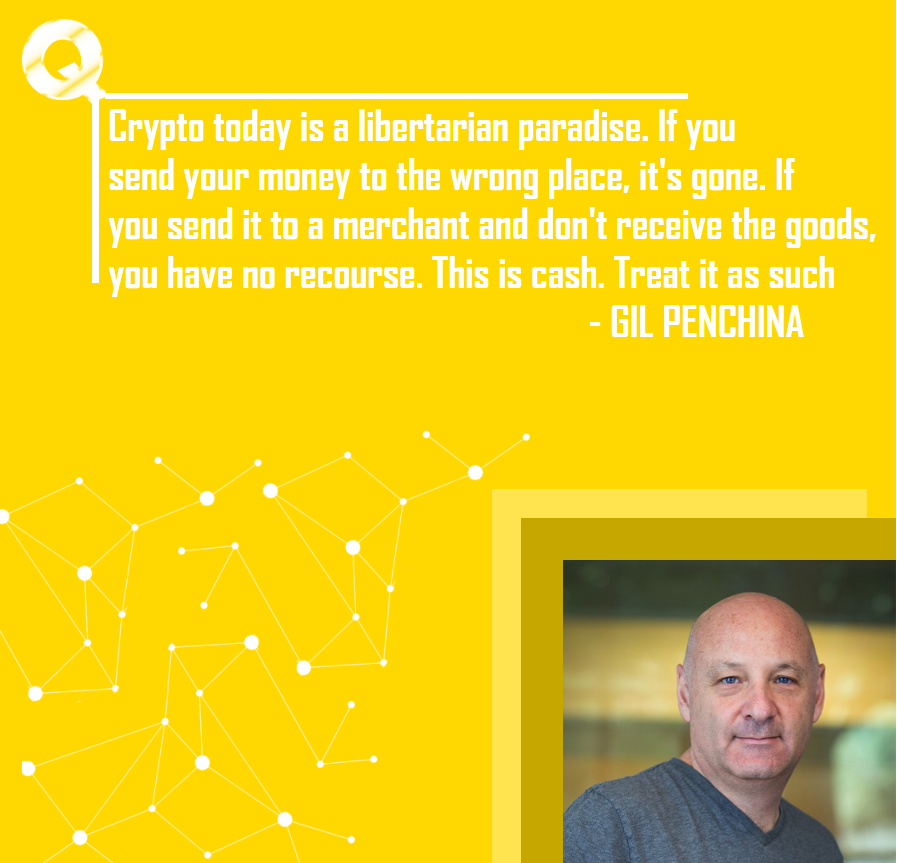 Crypto today is a libertarian paradise. If you
send your money to the wrong place, it's gone. If
you send it to a merchant and don't receive the goods,
you have no recourse. This is cash. Treat it as such
- GIL PENCHINA